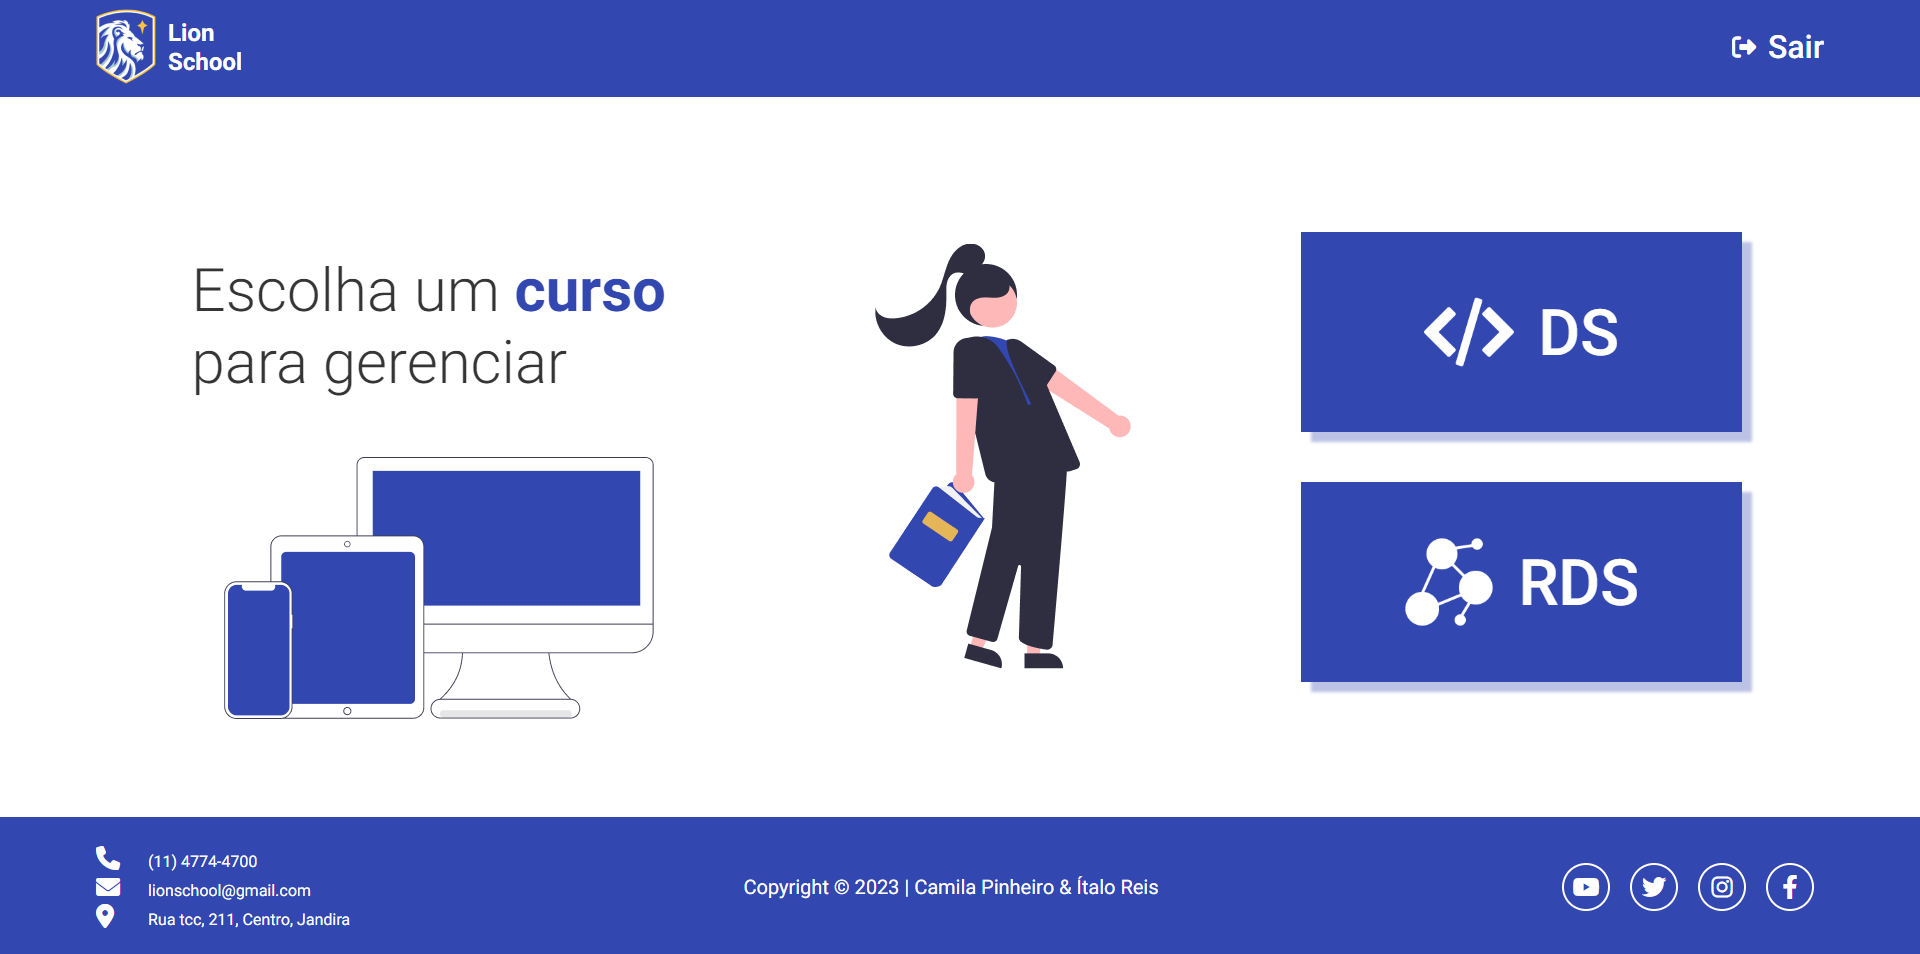 Lion
School
Sair
Escolha um curso
para gerenciar
DS
RDS
(11) 4774-4700
lionschool@gmail.com
Rua tcc, 211, Centro, Jandira
Copyright © 2023 | Camila Pinheiro & Ítalo Reis